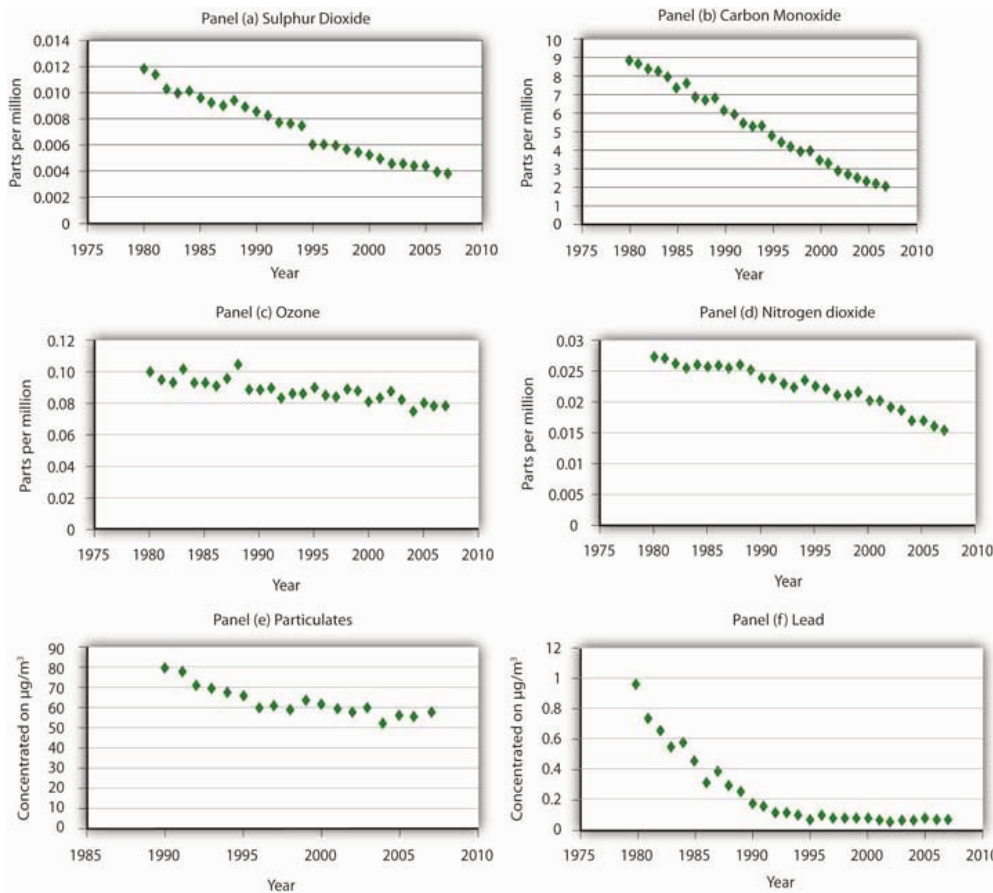 Panel (a) Sulphur Dioxide
Parts per million
0.014
0.012
0.010
0.008
0.006
0.004
0.002
0
1975 1980 1985 1990 1995 2000 2005 2010
Year
Panel (b) Carbon Monoxide
Parts per million
10
9
8
7
6
5
4
3
2
1
0
1975 1980 1985 1990 1995 2000 2005 2010
Year
Panel (c) Ozone
Parts per million
0.12
0.10
0.08
0.06
0.04
0.02
0
1975 1980 1985 1990 1995 2000 2005 2010
Year
Panel (d) Nitrogen dioxide
Parts per million
0.03
0.025
0.02
0.015
0.01
0.005
0
1975 1980 1985 1990 1995 2000 2005 2010
Year
Panel (e) Particulates
Concentrated on µg/m³
90
80
70
60
50
40
30
20
10
0
1985 1990 1995 2000 2005 2010
Year
Panel (f) Lead
Concentrated on µg/m³
12
1
0.8
0.6
0.4
0.2
0
1975 1980 1985 1990 1995 2000 2005 2010
Year